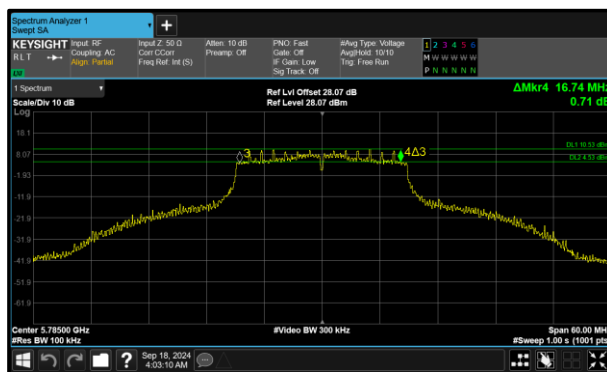 Spectrum Analyzer 1
Swept SA
+
KEYSIGHT Input: RF Input Z: 50 Ω Atten: 10 dB PNO: Fast #Avg Type: Voltage 1 2 3 4 5 6
RLT Coupling: AC Corr CCorr Preamp: Off Gate: Off Avg|Hold: 10/10 M W W W W W
Align: Partial Freq Ref: Int (S) IF Gain: Low Trig: Free Run
Sig Track: Off P N N N N N
1 Spectrum
Scale/Div 10 dB
Ref Lvl Offset 28.07 dB
Ref Level 28.07 dBm
ΔMkr4 16.74 MHz
0.71 dB
Log
18.1
8.07
-1.93
-11.9
-21.9
-31.9
-41.9
-51.9
-61.9
3
4Δ3
DL1 10.53 dBm
DL2 4.53 dBm
Center 5.78500 GHz #Video BW 300 kHz Span 60.00 MHz
#Res BW 100 kHz #Sweep 1.00 s (1001 pts)
? Sep 18, 2024
4:03:10 AM